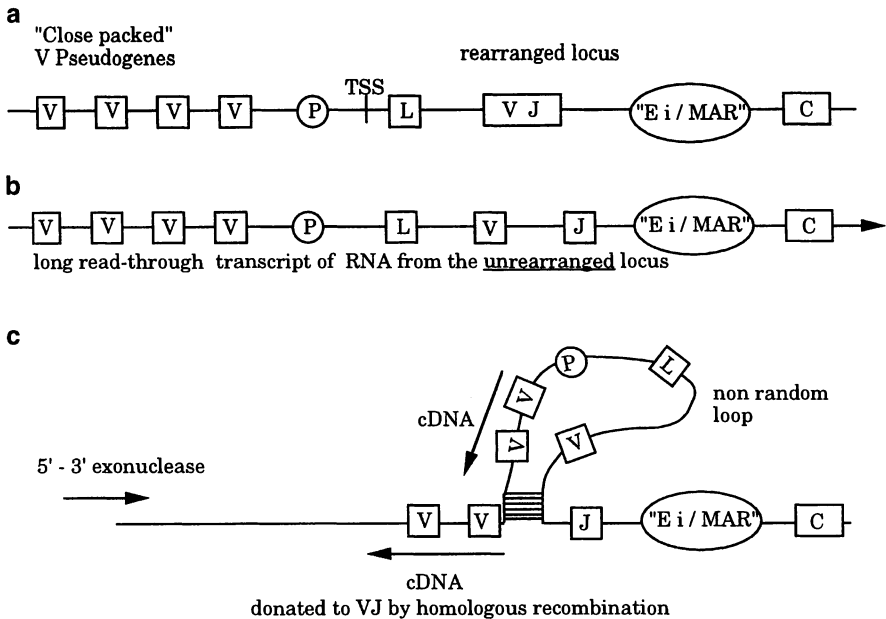 a
"Close packed"
V Pseudogenes
rearranged locus
TSS
V V V V P L V J "E i / MAR" C
b
V V V V P L V J "E i / MAR" C
long read-through transcript of RNA from the unrearranged locus
c
P L
V
cDNA
non random
loop
V V
5' - 3' exonuclease
V V J "E i / MAR" C
cDNA
donated to VJ by homologous recombination